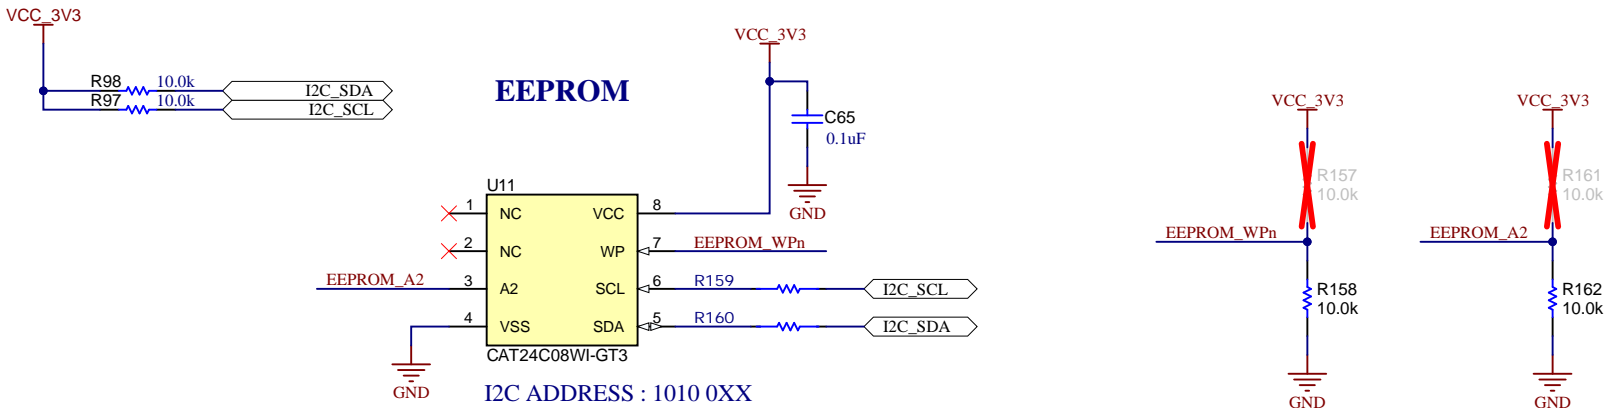 VCC_3V3
R98 10.0k I2C_SDA
R97 10.0k I2C_SCL
EEPROM
VCC_3V3
C65
0.1uF
GND
U11
1 NC VCC 8
2 NC WP 7 EEPROM_WPn
EEPROM_A2 3 A2 SCL 6 R159 I2C_SCL
4 VSS SDA 5 R160 I2C_SDA
CAT24C08WI-GT3
GND
I2C ADDRESS : 1010 0XX
VCC_3V3
R157
10.0k
EEPROM_WPn
R158
10.0k
GND
VCC_3V3
R161
10.0k
EEPROM_A2
R162
10.0k
GND